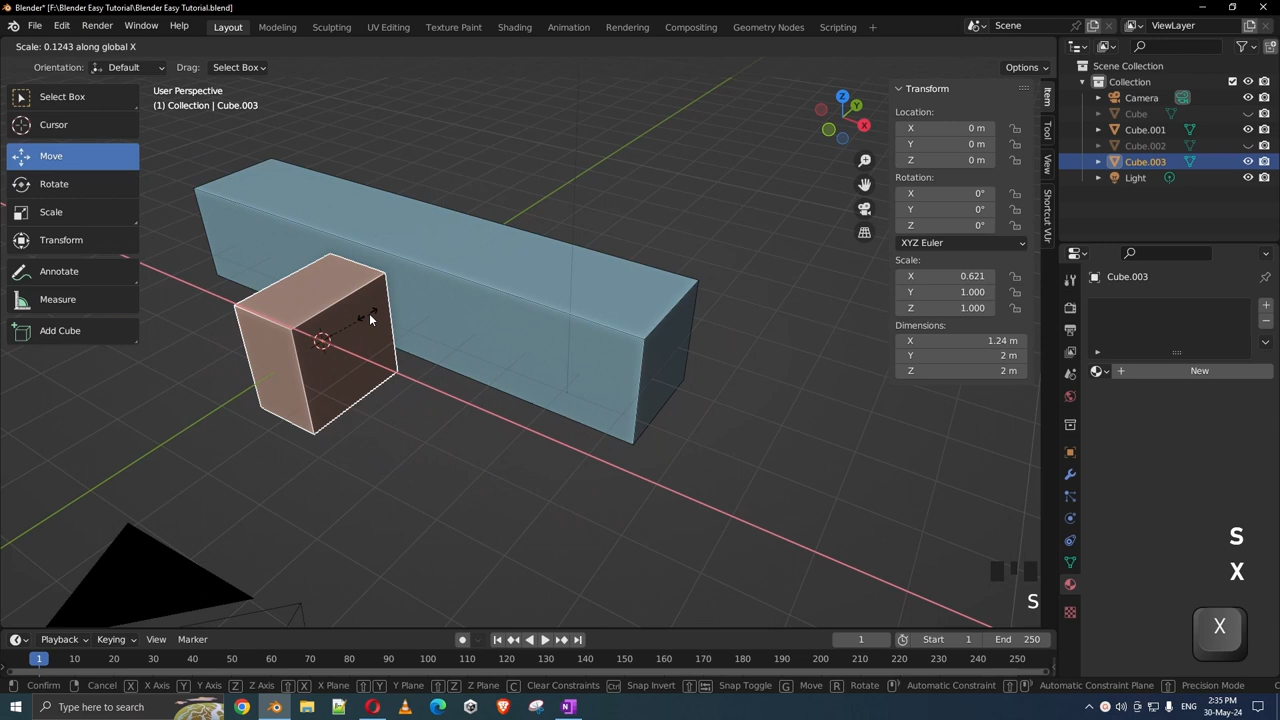 Blender* [F:\Blender Easy Tutorial\Blender Easy Tutorial.blend]
File Edit Render Window Help Layout Modeling Sculpting UV Editing Texture Paint Shading Animation Rendering Compositing Geometry Nodes Scripting + Scene ViewLayer
Scale: 0.1243 along global X
Orientation: Default Drag: Select Box Options
User Perspective
(1) Collection | Cube.003
Select Box
Cursor
Move
Rotate
Scale
Transform
Annotate
Measure
Add Cube
Z
Y
X
Transform
Location:
X 0 m
Y 0 m
Z 0 m
Rotation:
X 0°
Y 0°
Z 0°
XYZ Euler
Scale:
X 0.621
Y 1.000
Z 1.000
Dimensions:
X 1.24 m
Y 2 m
Z 2 m
Item
Tool
View
Shortcut VUr
Scene Collection
Collection
Camera
Cube
Cube.001
Cube.002
Cube.003
Light
Cube.003
+ New
S
X
S
X
Playback Keying View Marker 1 Start 1 End 250
1 10 20 30 40 50 60 70 80 90 100 110 120 130 140 150 160 170 180 190 200 210 220 230 240 250
Confirm Cancel X X Axis Y Y Axis Z Z Axis X X Plane Y Y Plane Z Z Plane C Clear Constraints Ctrl Snap Invert Snap Toggle G Move R Rotate Automatic Constraint Automatic Constraint Plane Precision Mode
Type here to search ENG 2:35 PM
30-May-24